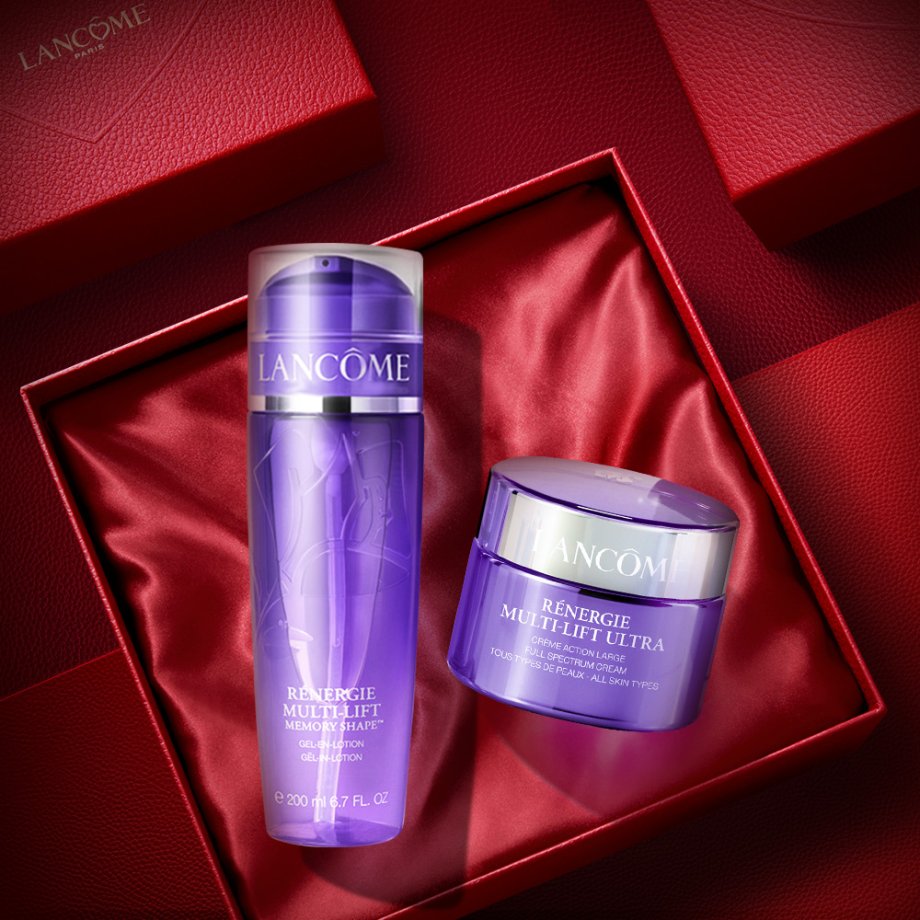 LANCÔME
PARIS
LANCÔME
RÉNERGIE
MULTI-LIFT
MEMORY SHAPE™
GEL-EN-LOTION
GEL-IN-LOTION
e 200 ml 6.7 FL. OZ
LANCÔME
RÉNERGIE
MULTI-LIFT ULTRA
CRÈME ACTION LARGE
FULL SPECTRUM CREAM
TOUS TYPES DE PEAUX - ALL SKIN TYPES